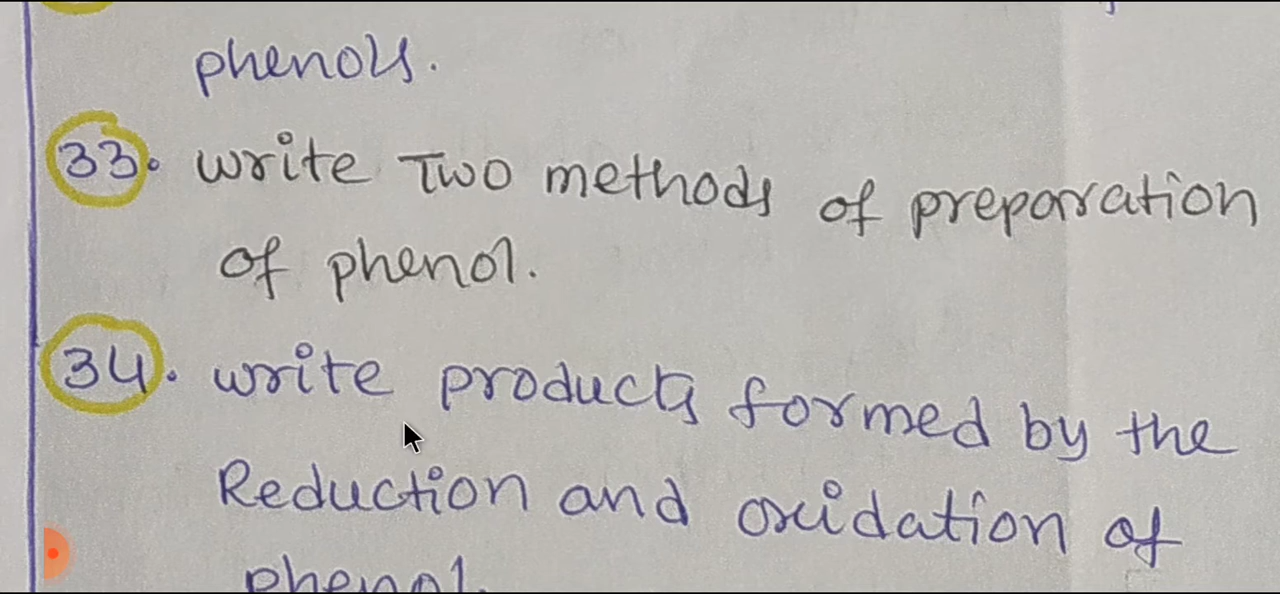 phenols.
33. write Two methods of preparation
of phenol.
34. write products formed by the
Reduction and oxidation of
phenol.